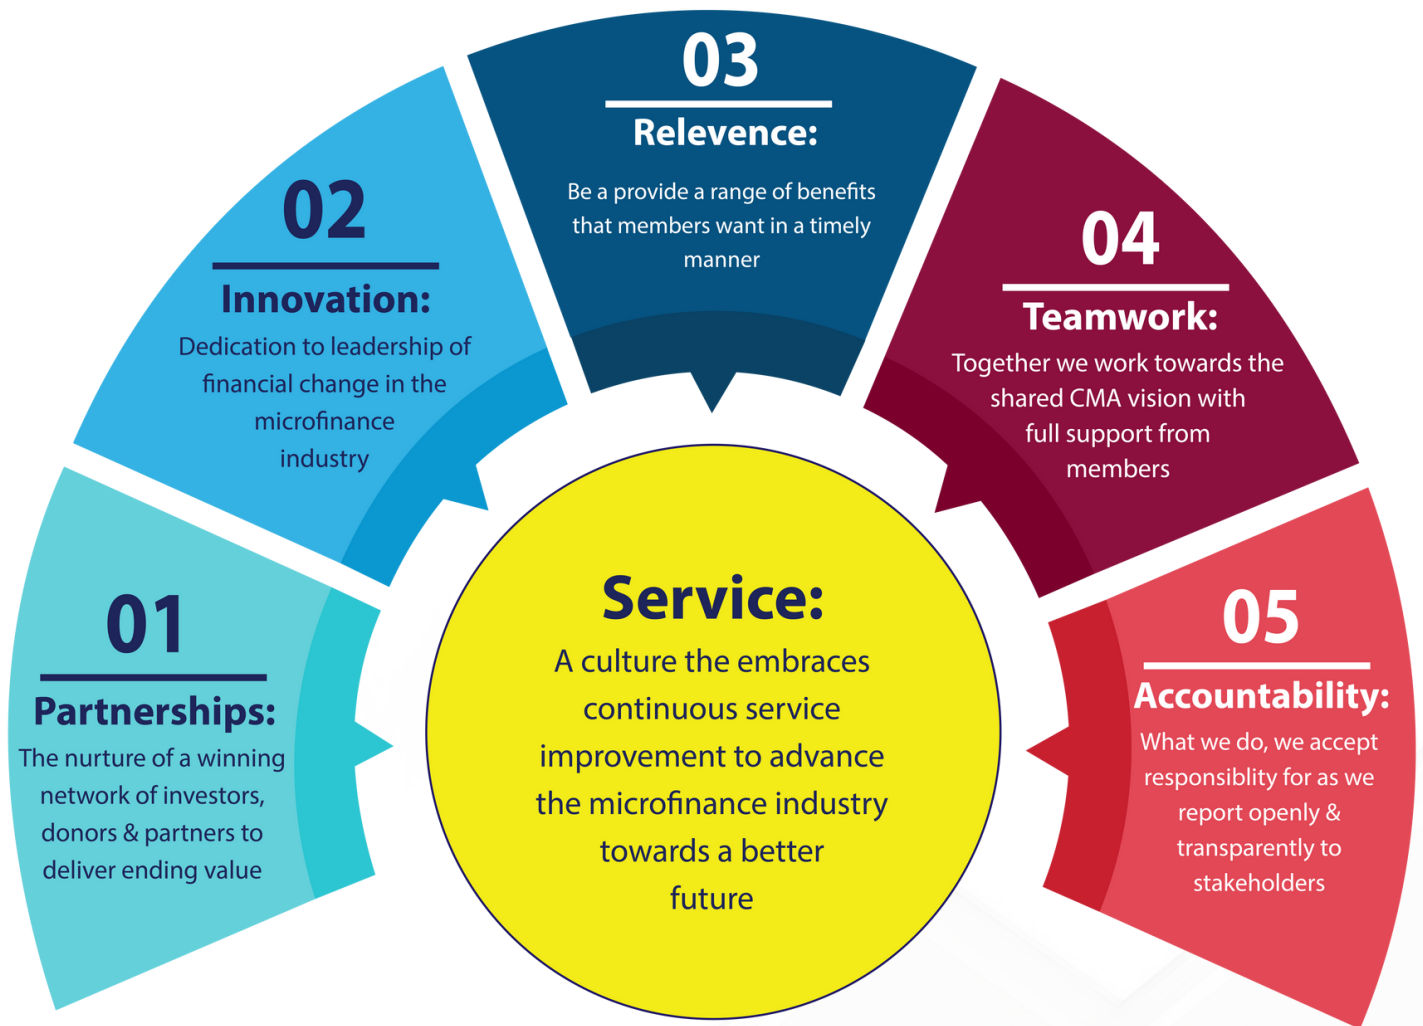 01
Partnerships:
The nurture of a winning
network of investors,
donors & partners to
deliver ending value
02
Innovation:
Dedication to leadership of
financial change in the
microfinance
industry
03
Relevence:
Be a provide a range of benefits
that members want in a timely
manner
04
Teamwork:
Together we work towards the
shared CMA vision with
full support from
members
05
Accountability:
What we do, we accept
responsiblity for as we
report openly &
transparently to
stakeholders
Service:
A culture the embraces
continuous service
improvement to advance
the microfinance industry
towards a better
future